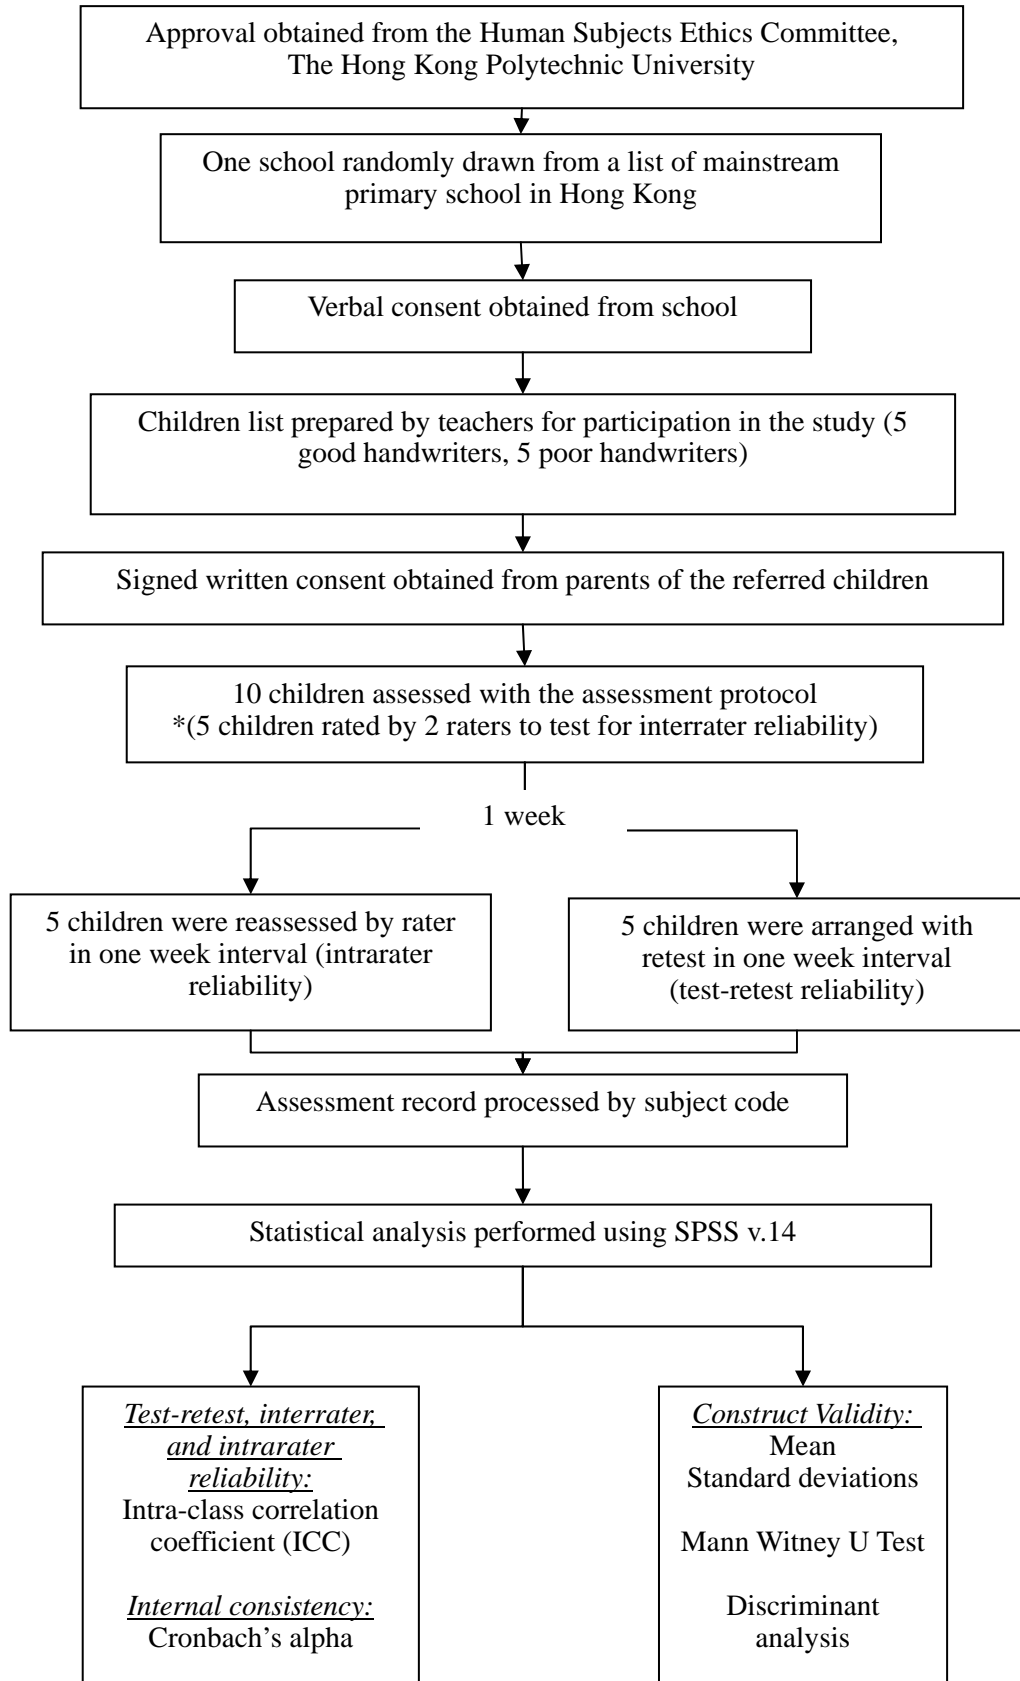 Approval obtained from the Human Subjects Ethics Committee,
The Hong Kong Polytechnic University
One school randomly drawn from a list of mainstream
primary school in Hong Kong
Verbal consent obtained from school
Children list prepared by teachers for participation in the study (5
good handwriters, 5 poor handwriters)
Signed written consent obtained from parents of the referred children
10 children assessed with the assessment protocol
*(5 children rated by 2 raters to test for interrater reliability)
1 week
5 children were reassessed by rater
in one week interval (intrarater
reliability)
5 children were arranged with
retest in one week interval
(test-retest reliability)
Assessment record processed by subject code
Statistical analysis performed using SPSS v.14
Test-retest, interrater,
and intrarater
reliability:
Intra-class correlation
coefficient (ICC)
Internal consistency:
Cronbach's alpha
Construct Validity:
Mean
Standard deviations
Mann Witney U Test
Discriminant
analysis